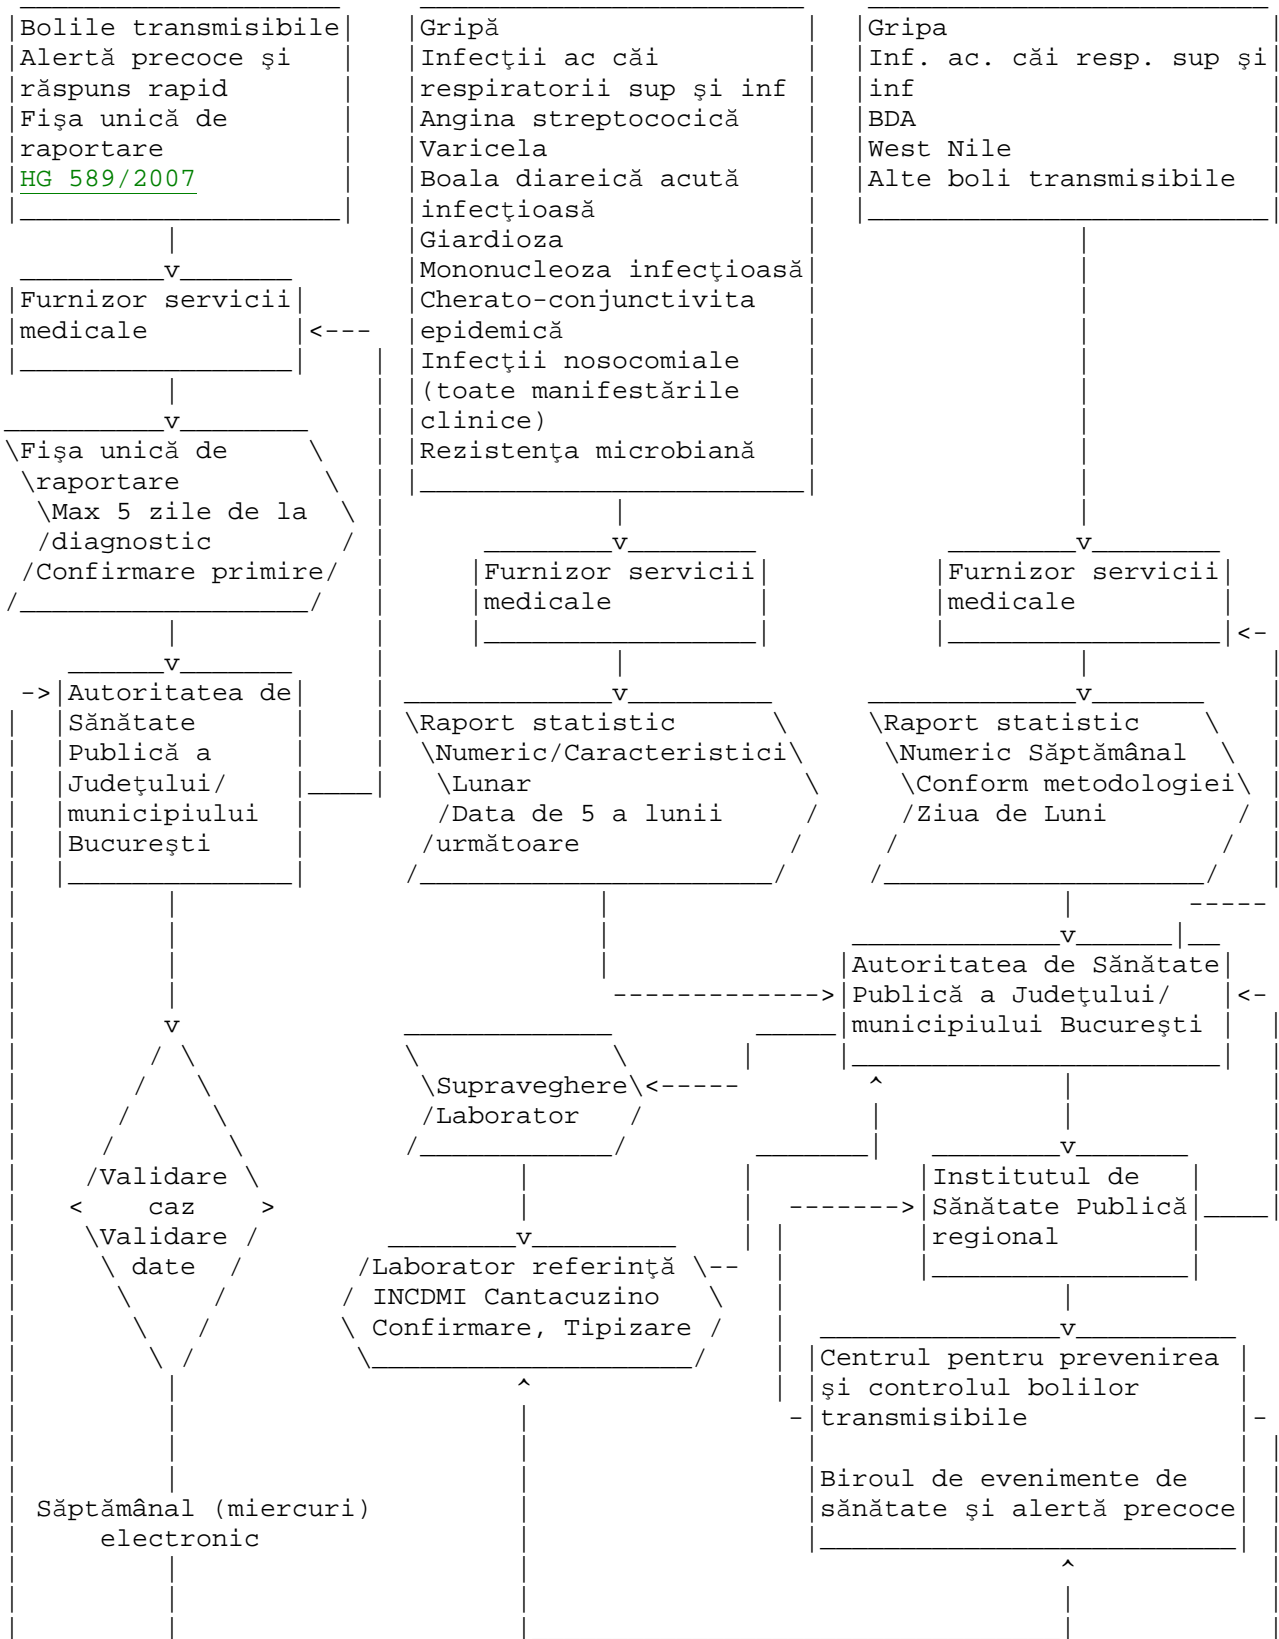 Bolile transmisibile
Alertă precoce şi
răspuns rapid
Fişa unică de
raportare
HG 589/2007
Furnizor servicii
medicale
Fişa unică de
raportare
Max 5 zile de la
diagnostic
Confirmare primire
Autoritatea de
Sănătate
Publică a
Judeţului/
municipiului
Bucureşti
Validare
caz
Validare
date
Săptămânal (miercuri)
electronic
Gripă
Infecţii ac căi
respiratorii sup şi inf
Angina streptococică
Varicela
Boala diareică acută
infecţioasă
Giardioza
Mononucleoza infecţioasă
Cherato-conjunctivita
epidemică
Infecţii nosocomiale
(toate manifestările
clinice)
Rezistenţa microbiană
Furnizor servicii
medicale
Raport statistic
Numeric/Caracteristici
Lunar
Data de 5 a lunii
următoare
Supraveghere
Laborator
Laborator referinţă
INCDMI Cantacuzino
Confirmare, Tipizare
Gripa
Inf. ac. căi resp. sup şi
inf
BDA
West Nile
Alte boli transmisibile
Furnizor servicii
medicale
Raport statistic
Numeric Săptămânal
Conform metodologiei
Ziua de Luni
Autoritatea de Sănătate
Publică a Judeţului/
municipiului Bucureşti
Institutul de
Sănătate Publică
regional
Centrul pentru prevenirea
şi controlul bolilor
transmisibile
Biroul de evenimente de
sănătate şi alertă precoce